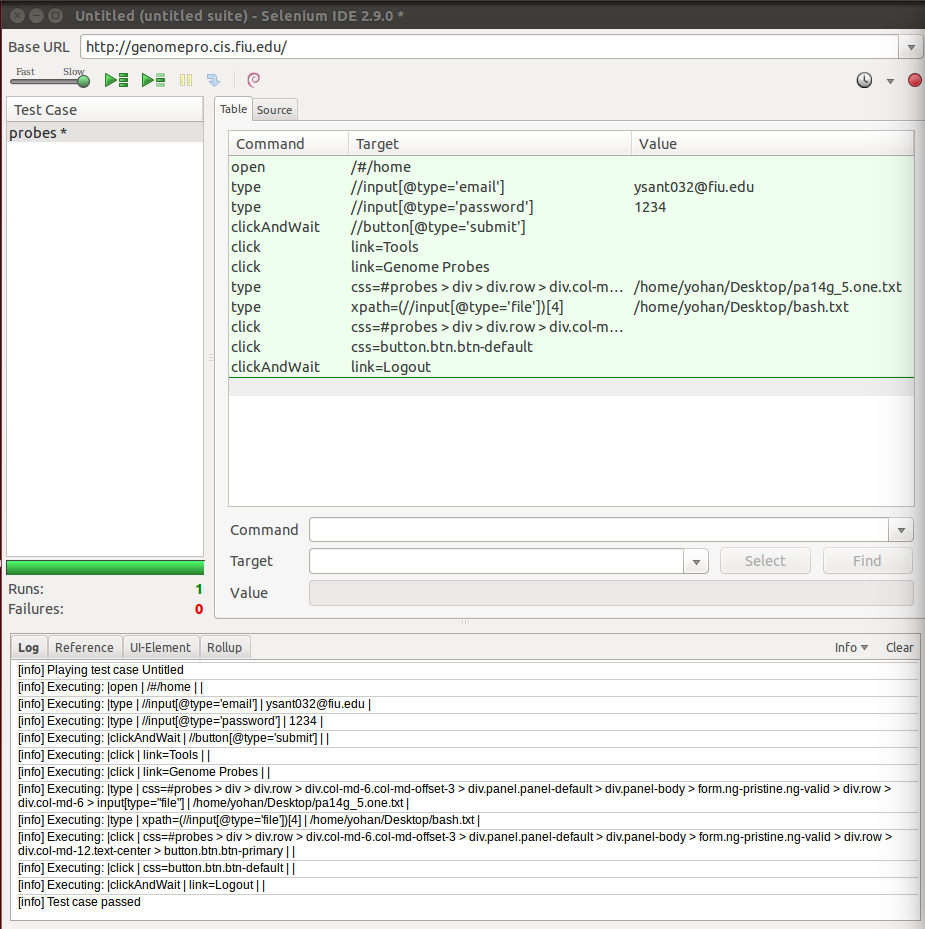 Untitled (untitled suite) - Selenium IDE 2.9.0 *
Base URL http://genomepro.cis.fiu.edu/
Fast Slow
Test Case
probes *
Table Source
Command Target Value
open /#/home
type //input[@type='email'] ysant032@fiu.edu
type //input[@type='password'] 1234
clickAndWait //button[@type='submit']
click link=Tools
click link=Genome Probes
type css=#probes > div > div.row > div.col-m... /home/yohan/Desktop/pa14g_5.one.txt
type xpath=(//input[@type='file'])[4] /home/yohan/Desktop/bash.txt
click css=#probes > div > div.row > div.col-m...
click css=button.btn.btn-default
clickAndWait link=Logout
Command
Target Select Find
Value
Runs: 1
Failures: 0
Log Reference UI-Element Rollup Info Clear
[info] Playing test case Untitled
[info] Executing: |open | /#/home | |
[info] Executing: |type | //input[@type='email'] | ysant032@fiu.edu |
[info] Executing: |type | //input[@type='password'] | 1234 |
[info] Executing: |clickAndWait | //button[@type='submit'] | |
[info] Executing: |click | link=Tools | |
[info] Executing: |click | link=Genome Probes | |
[info] Executing: |type | css=#probes > div > div.row > div.col-md-6.col-md-offset-3 > div.panel.panel-default > div.panel-body > form.ng-pristine.ng-valid > div.row >
div.col-md-6 > input[type="file"] | /home/yohan/Desktop/pa14g_5.one.txt |
[info] Executing: |type | xpath=(//input[@type='file'])[4] | /home/yohan/Desktop/bash.txt |
[info] Executing: |click | css=#probes > div > div.row > div.col-md-6.col-md-offset-3 > div.panel.panel-default > div.panel-body > form.ng-pristine.ng-valid > div.row >
div.col-md-12.text-center > button.btn.btn-primary | |
[info] Executing: |click | css=button.btn.btn-default | |
[info] Executing: |clickAndWait | link=Logout | |
[info] Test case passed